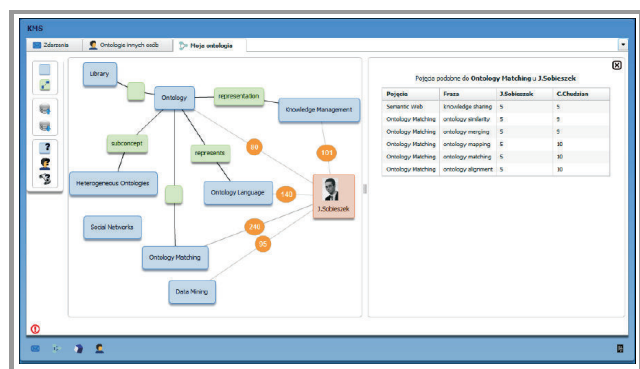 KMS
Zdarzenia
Ontologie innych osób
Moja ontologia
Library
Ontology
representation
Knowledge Management
subconcept
represents
60
101
Heterogeneous Ontologies
Ontology Language
140
J.Sobieszek
Social Networks
240
95
Ontology Matching
Data Mining
Pojęcia podobne do Ontology Matching u J.Sobieszek
Pojęcie Fraza J.Sobieszek C.Chudzian
Semantic Web knowledge sharing 5 5
Ontology Matching ontology similarity 5 5
Ontology Matching ontology merging 5 5
Ontology Matching ontology mapping 5 10
Ontology Matching ontology matching 5 10
Ontology Matching ontology alignment 5 10